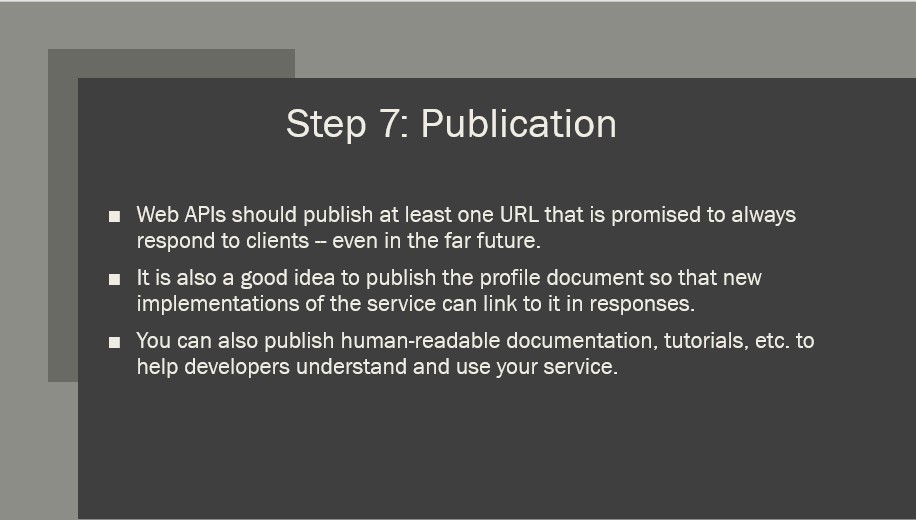 Step 7: Publication
■ Web APIs should publish at least one URL that is promised to always
respond to clients – even in the far future.
■ It is also a good idea to publish the profile document so that new
implementations of the service can link to it in responses.
■ You can also publish human-readable documentation, tutorials, etc. to
help developers understand and use your service.